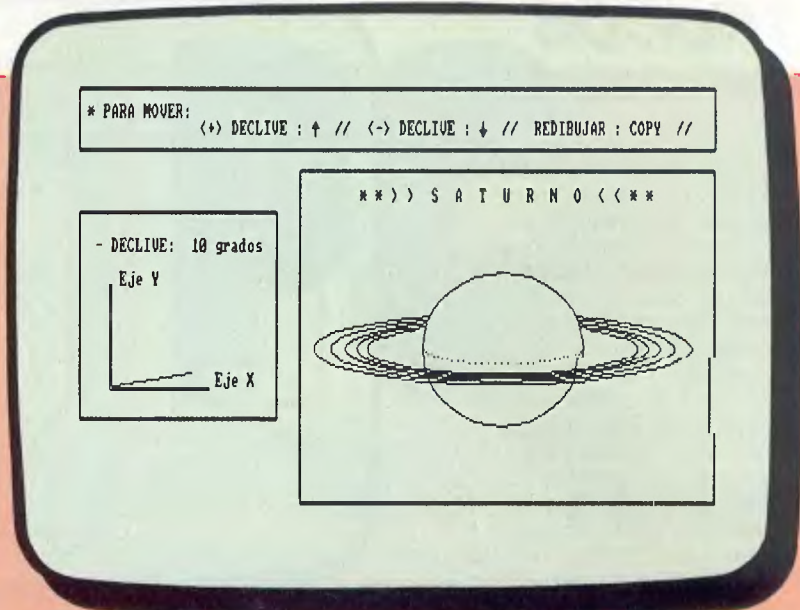 * PARA MOVER:
<+> DECLIVE : ↑ // <-> DECLIVE : ↓ // REDIBUJAR : COPY //
**>> S A T U R N O <<**
- DECLIVE: 10 grados
Eje Y
Eje X